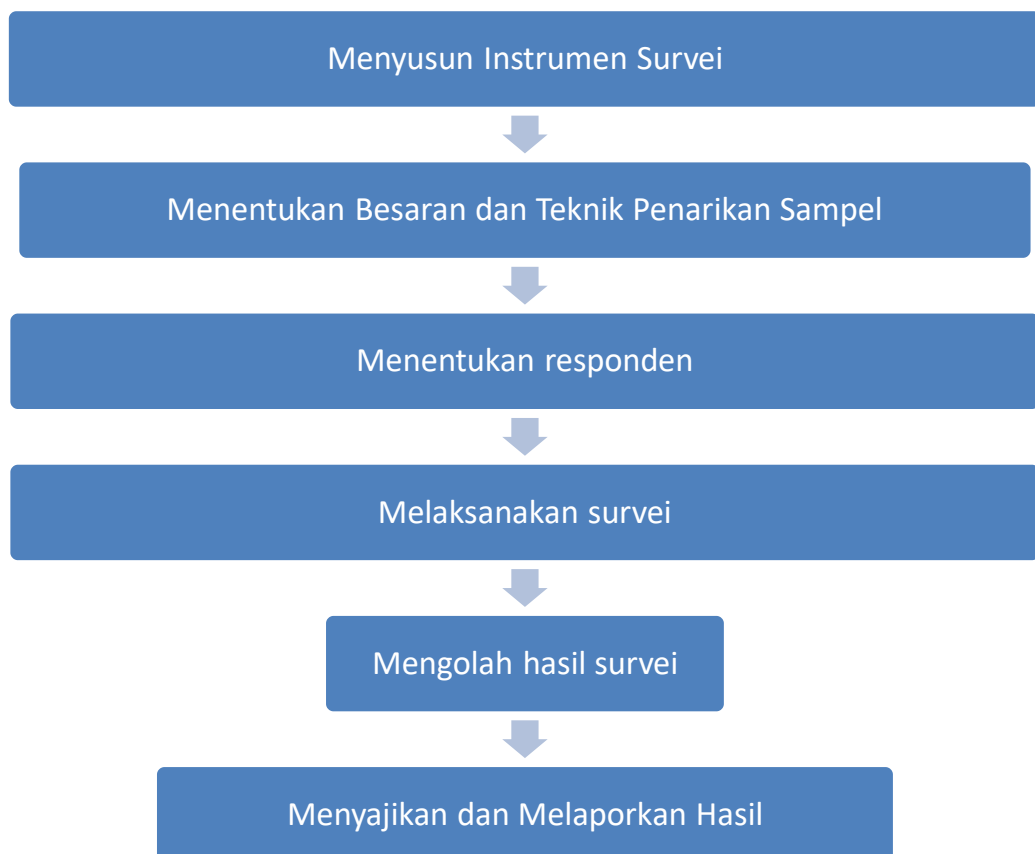 Menyusun Instrumen Survei
Menentukan Besaran dan Teknik Penarikan Sampel
Menentukan responden
Melaksanakan survei
Mengolah hasil survei
Menyajikan dan Melaporkan Hasil